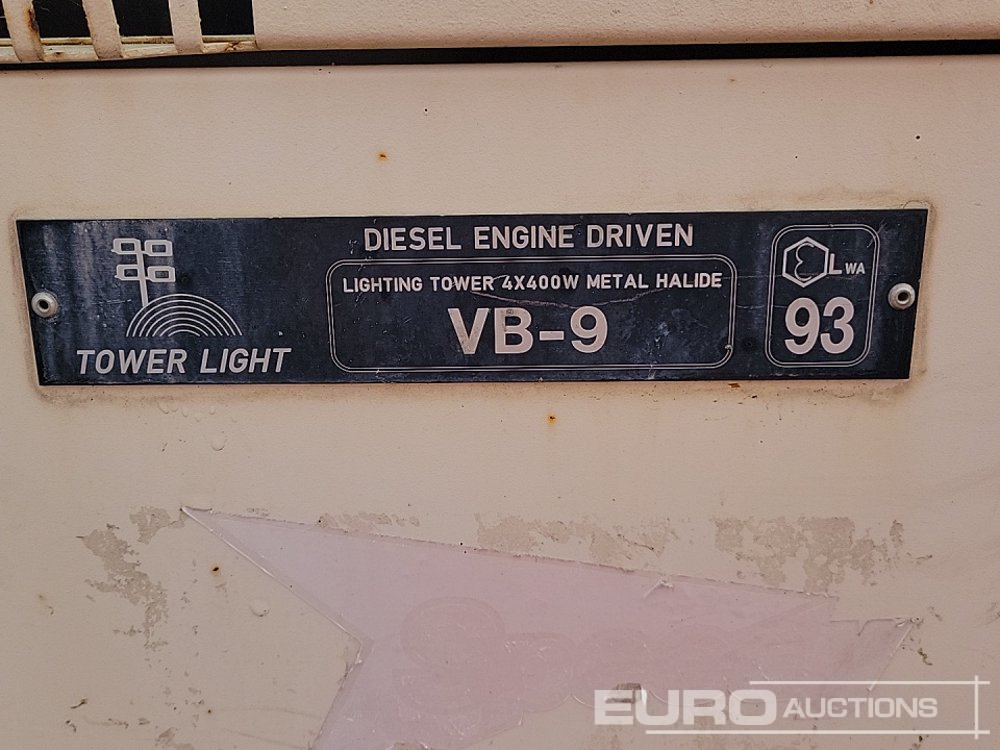 TOWER LIGHT
DIESEL ENGINE DRIVEN
LIGHTING TOWER 4X400W METAL HALIDE
VB-9
LWA
93
EURO AUCTIONS